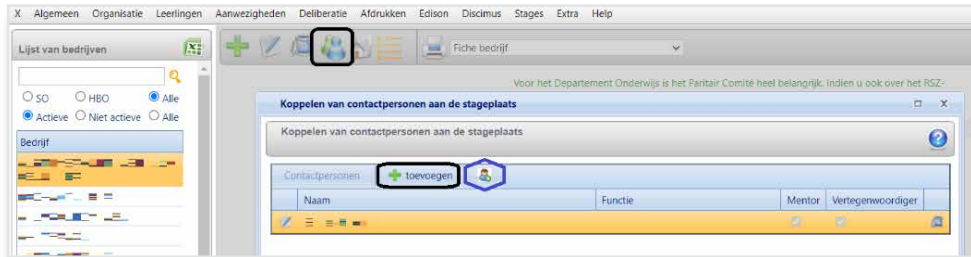 X Algemeen Organisatie Leerlingen Aanwezigheden Deliberatie Afdrukken Edison Discimus Stages Extra Help
Lijst van bedrijven
Fiche bedrijf
Voor het Departement Onderwijs is het Paritair Comité heel belangrijk. Indien u ook over het RSZ-
SO HBO Alle
Actieve Niet actieve Alle
Bedrijf
Koppelen van contactpersonen aan de stageplaats
Koppelen van contactpersonen aan de stageplaats
Contactpersonen toevoegen
Naam Functie Mentor Vertegenwoordiger